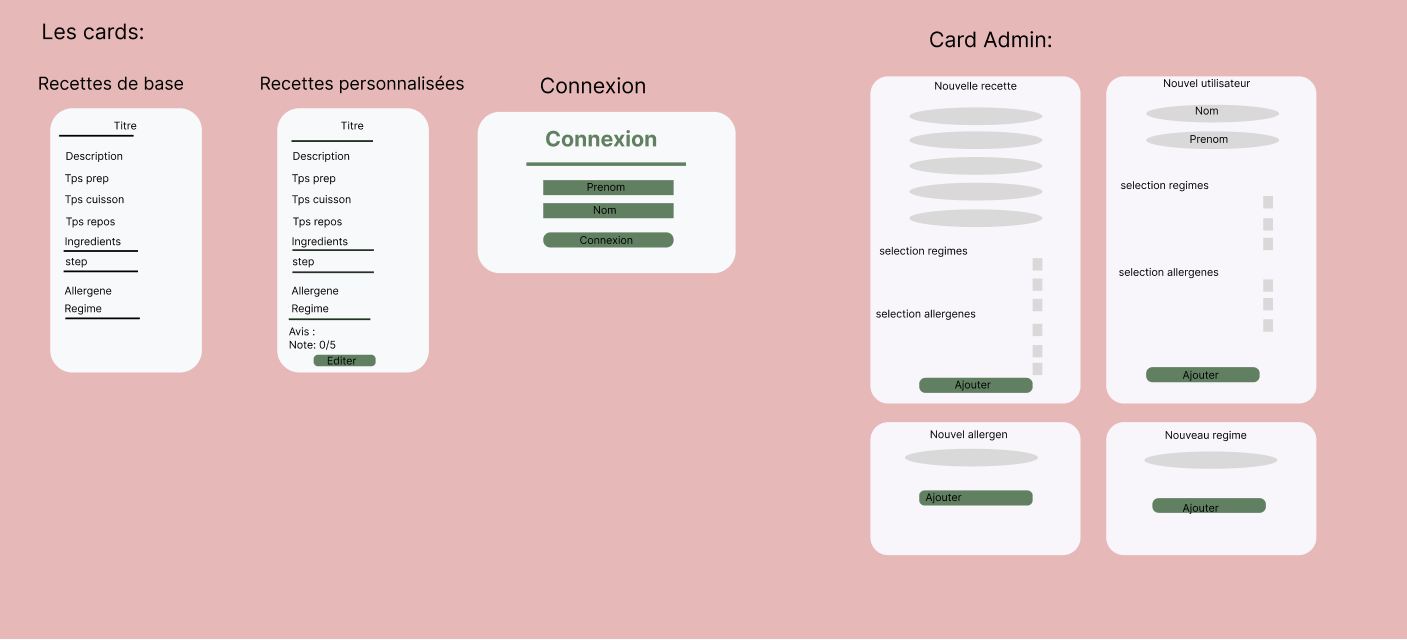 Les cards:
Card Admin:
Recettes de base
Titre
Description
Tps prep
Tps cuisson
Tps repos
Ingredients
step
Allergene
Regime
Recettes personnalisées
Titre
Description
Tps prep
Tps cuisson
Tps repos
Ingredients
step
Allergene
Regime
Avis :
Note: 0/5
Editer
Connexion
Connexion
Prenom
Nom
Connexion
Nouvelle recette
selection regimes
selection allergenes
Ajouter
Nouvel utilisateur
Nom
Prenom
selection regimes
selection allergenes
Ajouter
Nouvel allergen
Ajouter
Nouveau regime
Ajouter